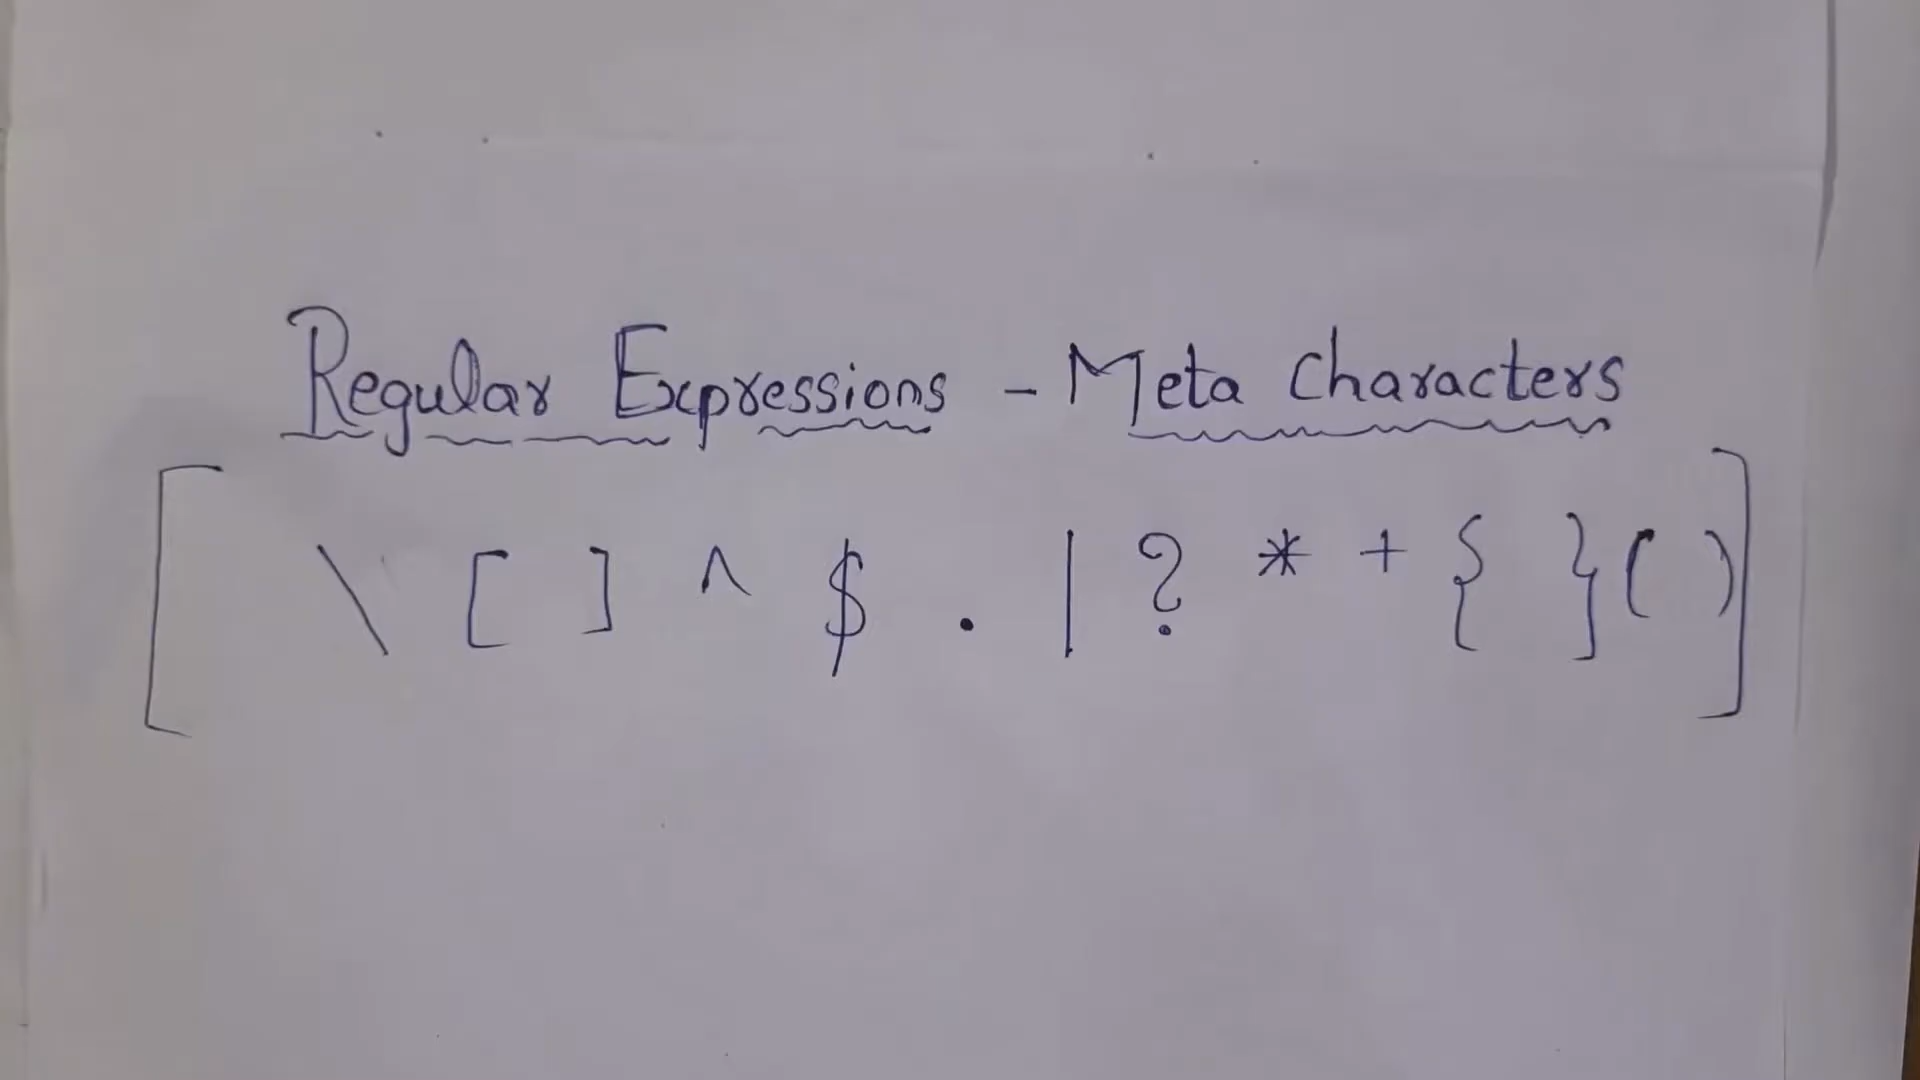 Regular Expressions - Meta Characters
[ \ [ ] ^ $ . | ? * + { } ( ) ]